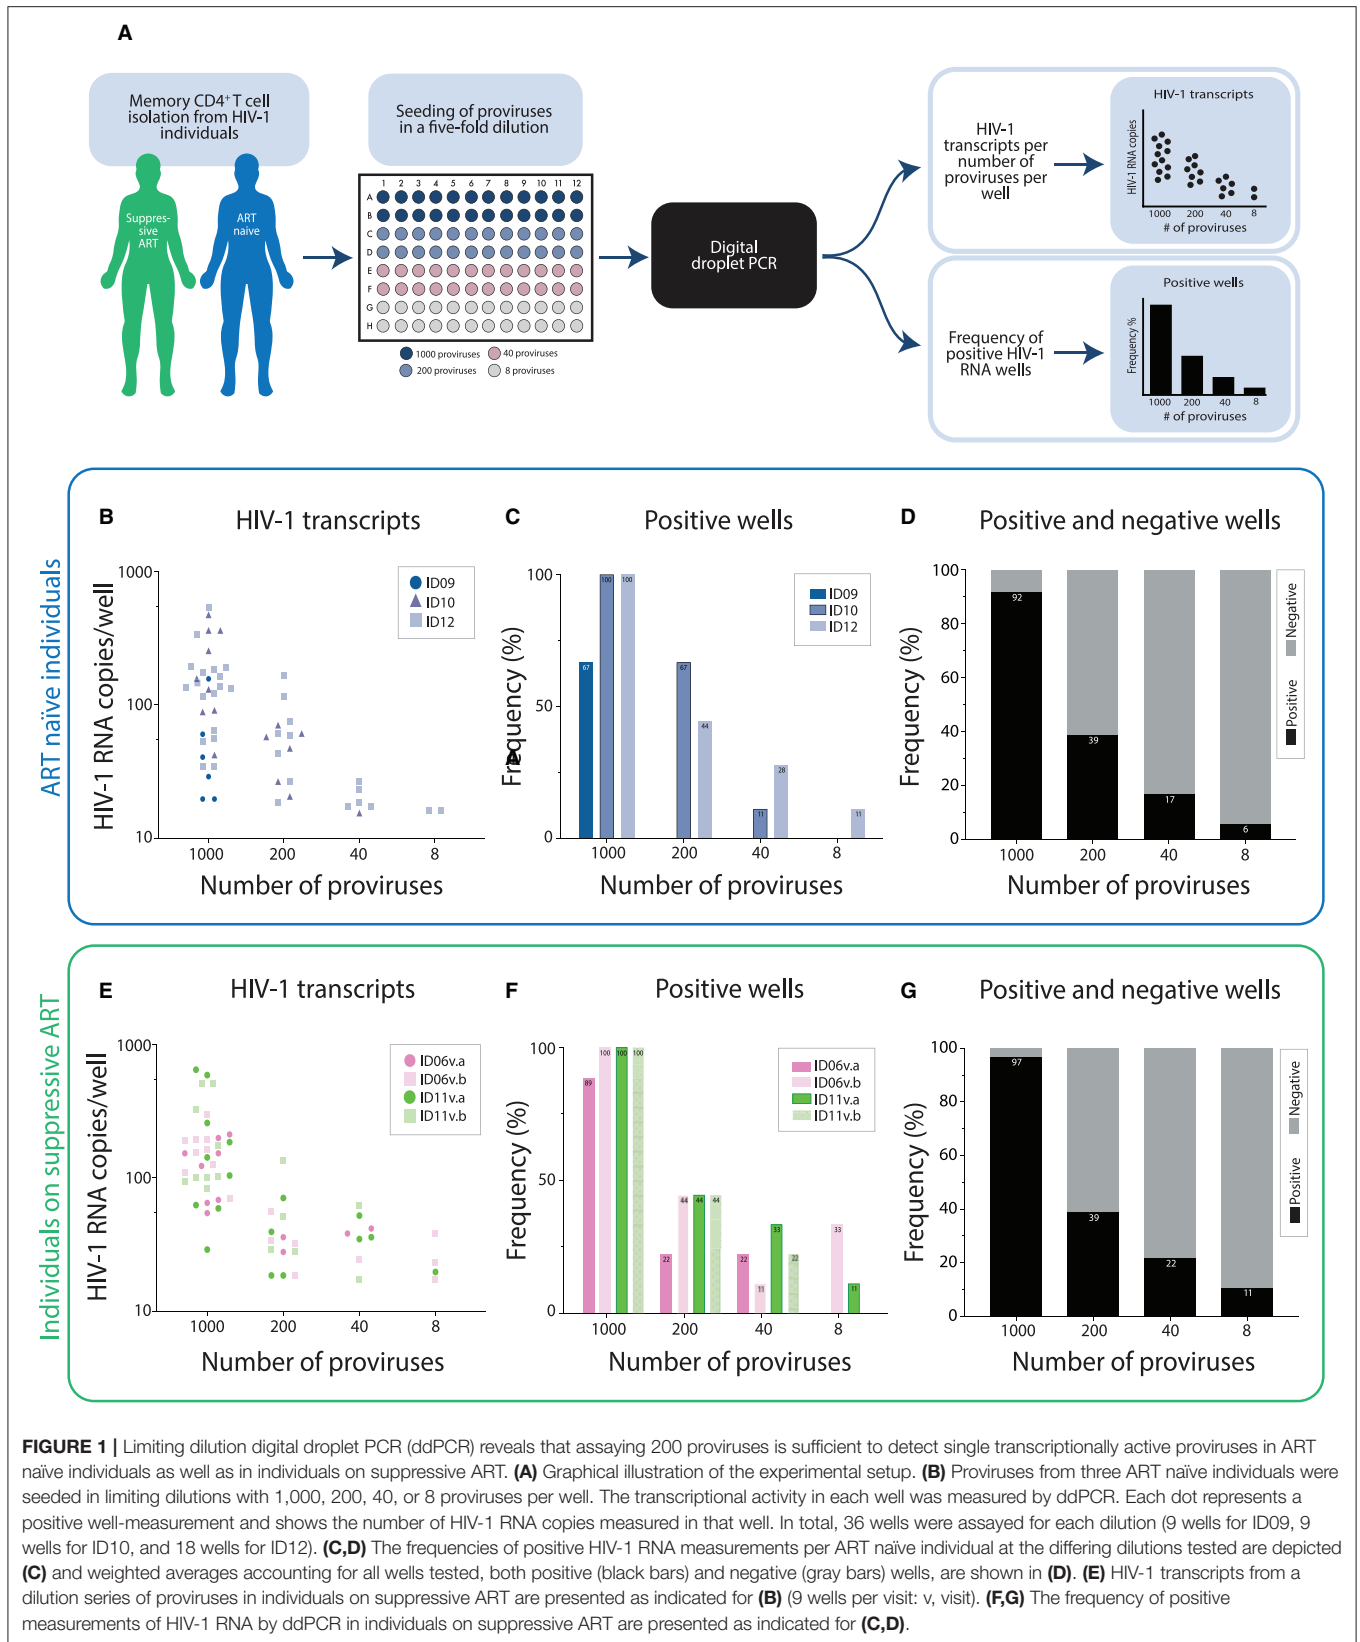 A
Memory CD4+ T cell
isolation from HIV-1
individuals
Suppres-
sive
ART
ART
naive
Seeding of proviruses
in a five-fold dilution
1 2 3 4 5 6 7 8 9 10 11 12
A
B
C
D
E
F
G
H
1000 proviruses
40 proviruses
200 proviruses
8 proviruses
Digital
droplet PCR
HIV-1
transcripts per
number of
proviruses per
well
HIV-1 transcripts
HIV-1 RNA copies
1000 200 40 8
# of proviruses
Frequency of
positive HIV-1
RNA wells
Positive wells
Frequency %
1000 200 40 8
# of proviruses
ART naïve individuals
B
HIV-1 transcripts
HIV-1 RNA copies/well
1000
100
10
ID09
ID10
ID12
1000 200 40 8
Number of proviruses
C
Positive wells
Frequency (%)
A
100
50
0
ID09
ID10
ID12
67 100 100
67 44
11 28
11
1000 200 40 8
Number of proviruses
D
Positive and negative wells
Frequency (%)
100
80
60
40
20
0
92
39
17
6
Negative
Positive
1000 200 40 8
Number of proviruses
Individuals on suppressive ART
E
HIV-1 transcripts
HIV-1 RNA copies/well
1000
100
10
ID06v.a
ID06v.b
ID11v.a
ID11v.b
1000 200 40 8
Number of proviruses
F
Positive wells
Frequency (%)
100
50
0
ID06v.a
ID06v.b
ID11v.a
ID11v.b
89 100 100 100
22 44 44 44
22 11 33 22
33 11
1000 200 40 8
Number of proviruses
G
Positive and negative wells
Frequency (%)
100
80
60
40
20
0
97
39
22
11
Negative
Positive
1000 200 40 8
Number of proviruses
FIGURE 1 | Limiting dilution digital droplet PCR (ddPCR) reveals that assaying 200 proviruses is sufficient to detect single transcriptionally active proviruses in ART
naïve individuals as well as in individuals on suppressive ART. (A) Graphical illustration of the experimental setup. (B) Proviruses from three ART naïve individuals were
seeded in limiting dilutions with 1,000, 200, 40, or 8 proviruses per well. The transcriptional activity in each well was measured by ddPCR. Each dot represents a
positive well-measurement and shows the number of HIV-1 RNA copies measured in that well. In total, 36 wells were assayed for each dilution (9 wells for ID09, 9
wells for ID10, and 18 wells for ID12). (C,D) The frequencies of positive HIV-1 RNA measurements per ART naïve individual at the differing dilutions tested are depicted
(C) and weighted averages accounting for all wells tested, both positive (black bars) and negative (gray bars) wells, are shown in (D). (E) HIV-1 transcripts from a
dilution series of proviruses in individuals on suppressive ART are presented as indicated for (B) (9 wells per visit: v, visit). (F,G) The frequency of positive
measurements of HIV-1 RNA by ddPCR in individuals on suppressive ART are presented as indicated for (C,D).